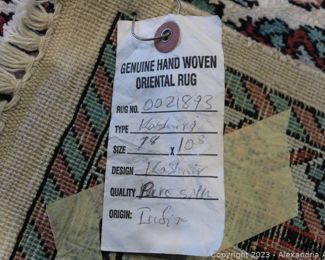 GENUINE HAND WOVEN
ORIENTAL RUG
RUG NO. 0021893
TYPE Kashmir
SIZE 78 x 108
DESIGN Kashmir
QUALITY Pure silk
ORIGIN: India
Copyright 2023 - Alexandria